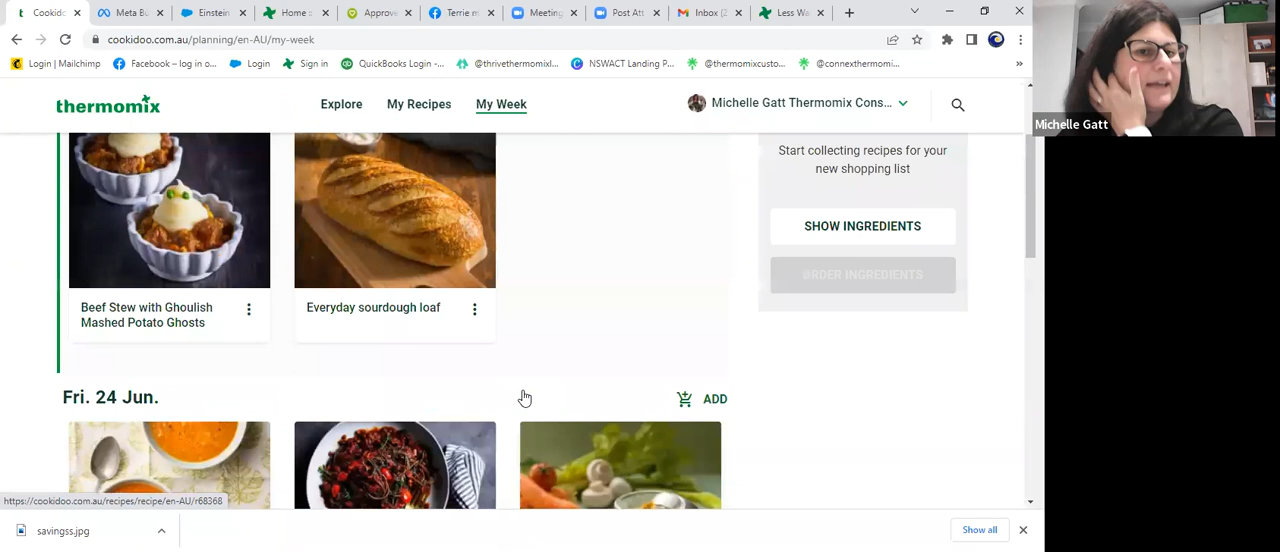 Cookid
Meta Bu
Einstein
Home z
Approve
Terrie m
Meeting
Post Att
Inbox (2
Less Wa
cookidoo.com.au/planning/en-AU/my-week
Login | Mailchimp
Facebook – log in o...
Login
Sign in
QuickBooks Login -...
@thrivethermomixl...
NSWACT Landing P...
@thermomixcusto...
@connexthermomi...
»
thermomix
Explore
My Recipes
My Week
Michelle Gatt Thermomix Cons...
Michelle Gatt
Start collecting recipes for your
new shopping list
SHOW INGREDIENTS
ORDER INGREDIENTS
Beef Stew with Ghoulish
Mashed Potato Ghosts
Everyday sourdough loaf
Fri. 24 Jun.
ADD
https://cookidoo.com.au/recipes/recipe/en-AU/r68368
savingss.jpg
Show all